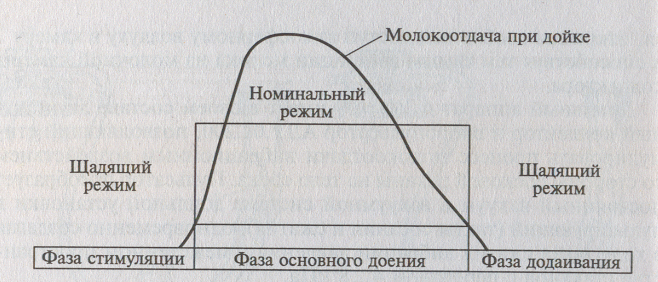 Молокоотдача при дойке
Номинальный
режим
Щадящий
режим
Щадящий
режим
Фаза стимуляции
Фаза основного доения
Фаза додаивания